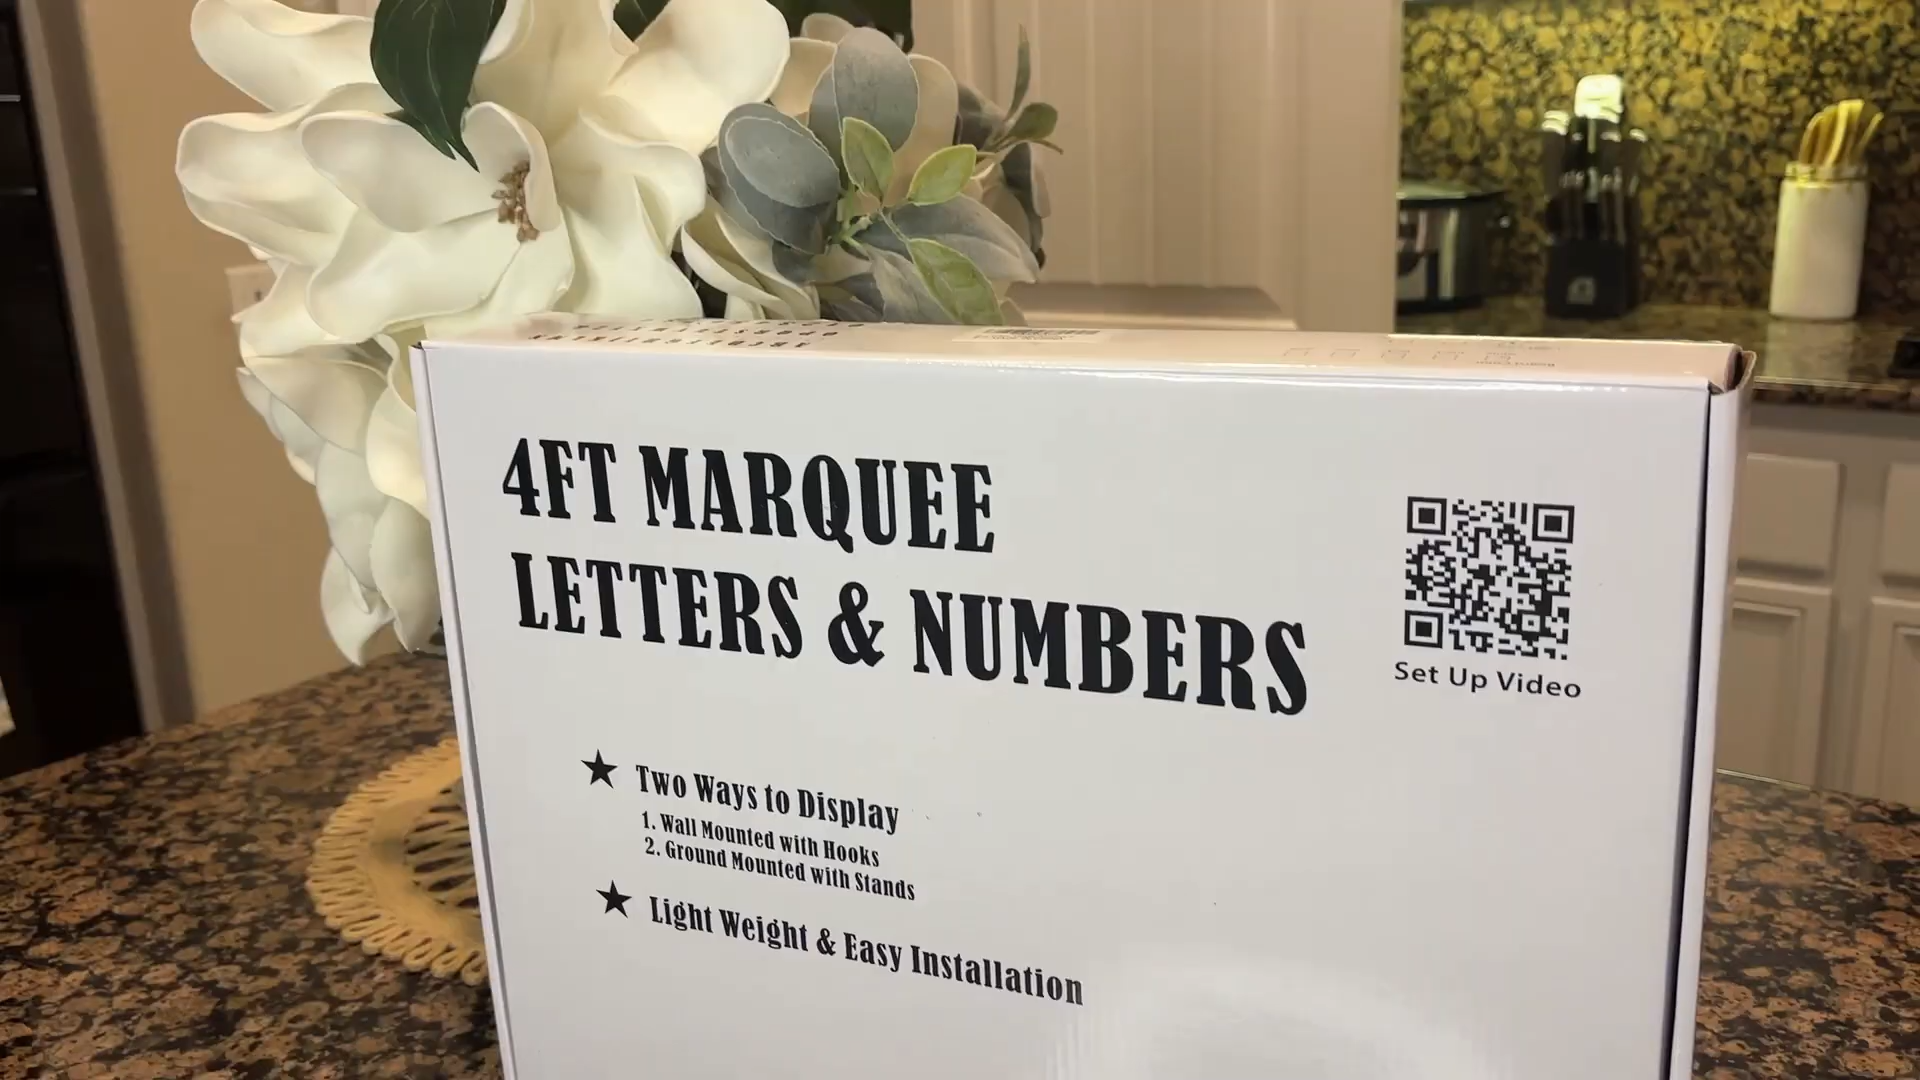 4FT MARQUEE
LETTERS & NUMBERS
Set Up Video
★ Two Ways to Display
1. Wall Mounted with Hooks
2. Ground Mounted with Stands
★ Light Weight & Easy Installation